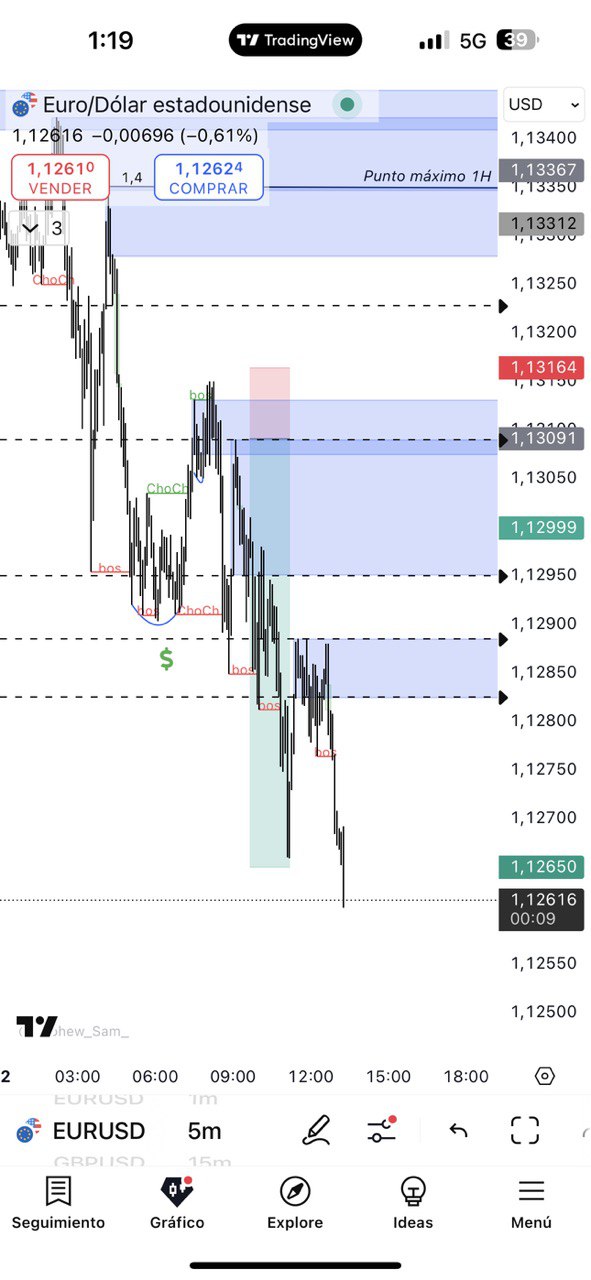 1:19
TradingView
5G
39
Euro/Dólar estadounidense
USD
1,12616 −0,00696 (−0,61%)
1,13400
1,12610
VENDER
1,4
1,12624
COMPRAR
Punto máximo 1H
1,13367
1,13350
3
1,13312
1,13300
ChoCh
1,13250
1,13200
1,13164
1,13150
bos
1,13100
1,13091
1,13050
ChoCh
1,12999
bos
1,12950
bos
ChoCh
1,12900
$
bos
1,12850
bos
1,12800
bos
1,12750
1,12700
1,12650
1,12616
00:09
1,12550
1,12500
hew_Sam_
2
03:00
06:00
09:00
12:00
15:00
18:00
EURUSD 1m
EURUSD 5m
GBPUSD 15m
Seguimiento
Gráfico
Explore
Ideas
Menú